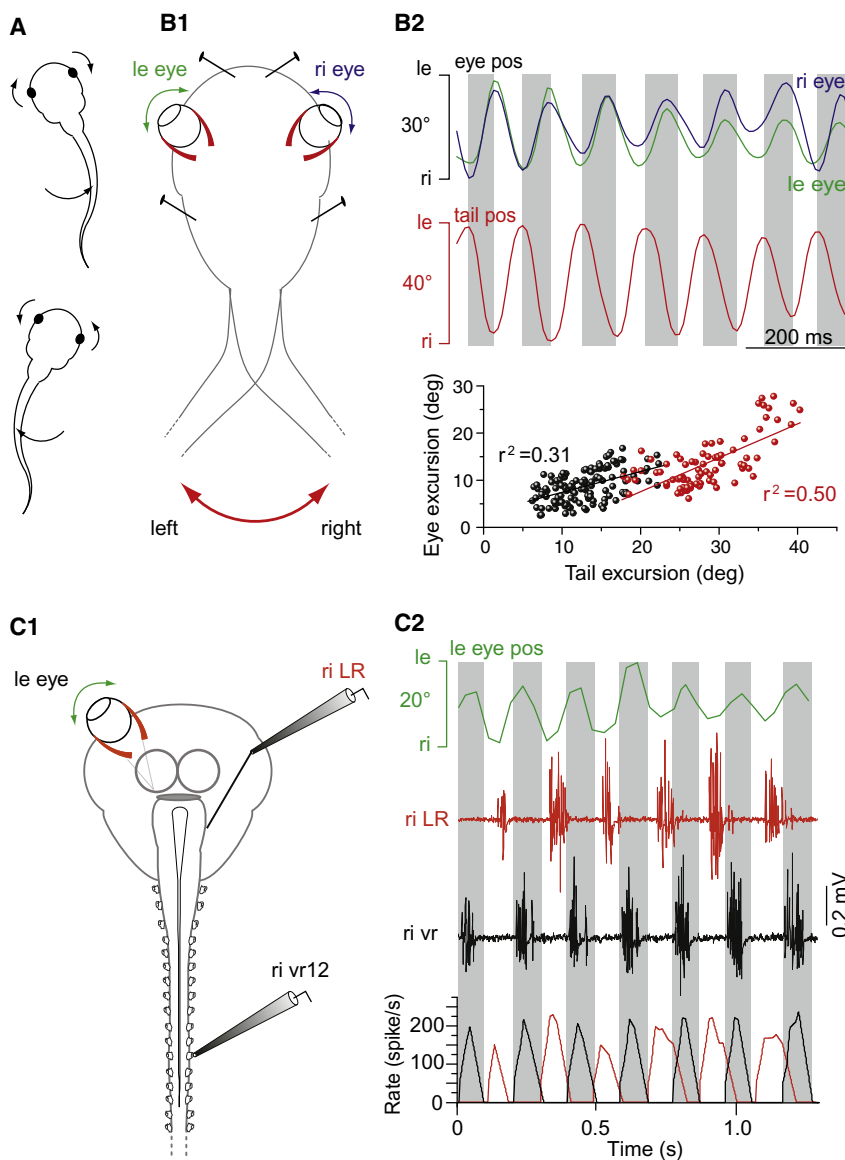 A
B1
le eye
ri eye
left
right
B2
eye pos
le
30°
ri
ri eye
le eye
tail pos
le
40°
ri
200 ms
Eye excursion (deg)
30
20
10
0
r² =0.31
r² =0.50
0 10 20 30 40
Tail excursion (deg)
C1
le eye
ri LR
ri vr12
C2
le eye pos
le
20°
ri
ri LR
ri vr
0.2 mV
Rate (spike/s)
200
100
0
0 0.5 1.0
Time (s)